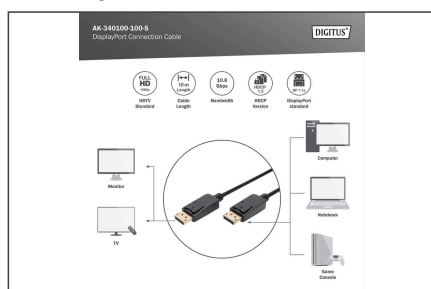 AK-340100-100-S
DisplayPort Connection Cable
DIGITUS®
FULL
HD
1080p
HDTV
Standard
10 m
Length
Cable
Length
10.8
Gbps
Bandwidth
HDCP
1.3
HDCP
Version
DP 1.1a
DisplayPort
standard
Monitor
TV
Computer
Notebook
Game
Console